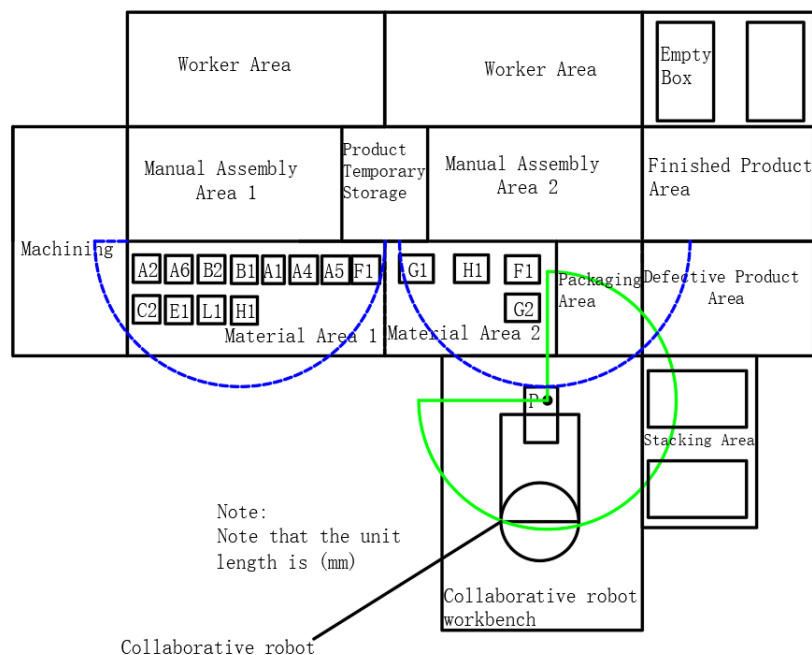 Worker Area
Worker Area
Empty
Box
Manual Assembly
Area 1
Product
Temporary
Storage
Manual Assembly
Area 2
Finished Product
Area
Machining
A2 A6 B2 B1 A1 A4 A5 F1
C2 E1 L1 H1
Material Area 1
G1 H1 F1
G2
Material Area 2
Packaging
Area
Defective Product
Area
P
Stacking Area
Note:
Note that the unit
length is (mm)
Collaborative robot
workbench
Collaborative robot